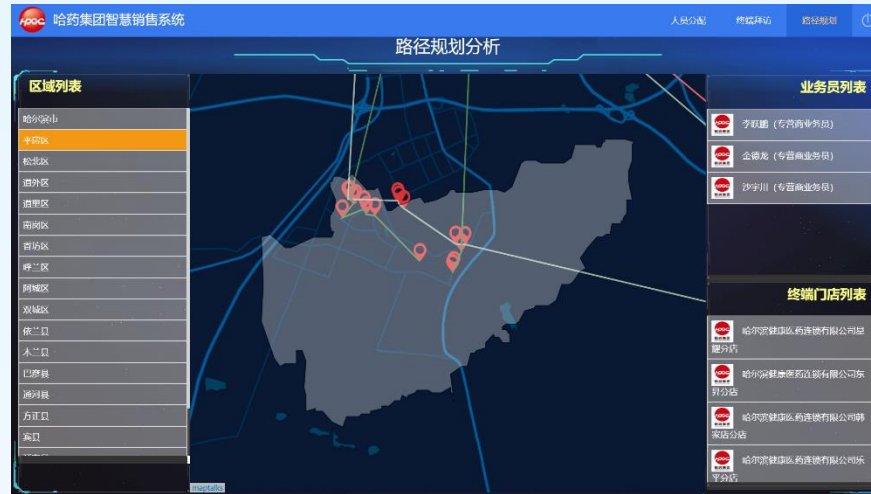 HPGC 哈药集团智慧销售系统
人员分配 终端拜访 路径规划
路径规划分析
区域列表
哈尔滨市
平房区
松北区
道外区
道里区
南岗区
香坊区
呼兰区
阿城区
双城区
依兰县
木兰县
巴彦县
通河县
方正县
宾县
maptalks
业务员列表
李跃鹏（专营商业务员）
金德龙（专营商业务员）
沙宇川（专营商业务员）
终端门店列表
哈尔滨健康医药连锁有限公司星
耀分店
哈尔滨健康医药连锁有限公司东
升分店
哈尔滨健康医药连锁有限公司韩
家店分店
哈尔滨健康医药连锁有限公司乐
平分店